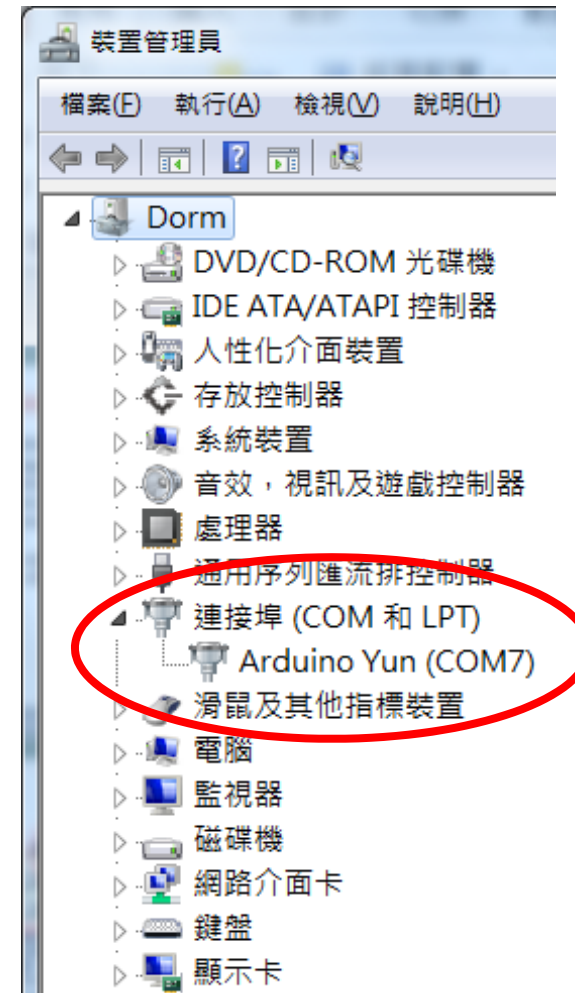 裝置管理員
檔案(F) 執行(A) 檢視(V) 說明(H)
Dorm
DVD/CD-ROM 光碟機
IDE ATA/ATAPI 控制器
人性化介面裝置
存放控制器
系統裝置
音效，視訊及遊戲控制器
處理器
通用序列匯流排控制器
連接埠 (COM 和 LPT)
Arduino Yun (COM7)
滑鼠及其他指標裝置
電腦
監視器
磁碟機
網路介面卡
鍵盤
顯示卡